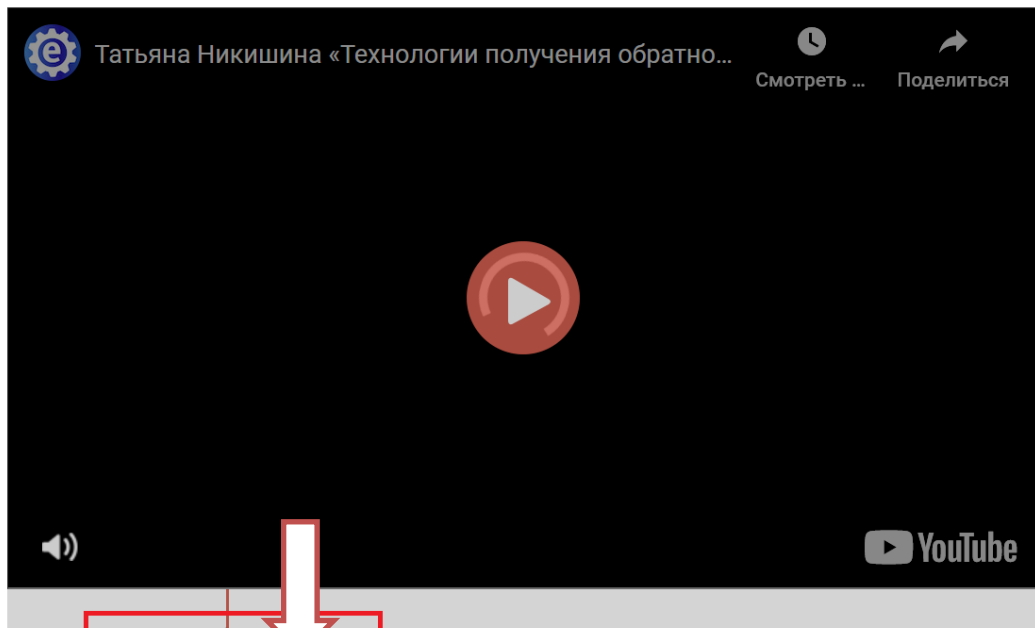 Татьяна Никишина «Технологии получения обратно...
Смотреть ...
Поделиться
YouTube